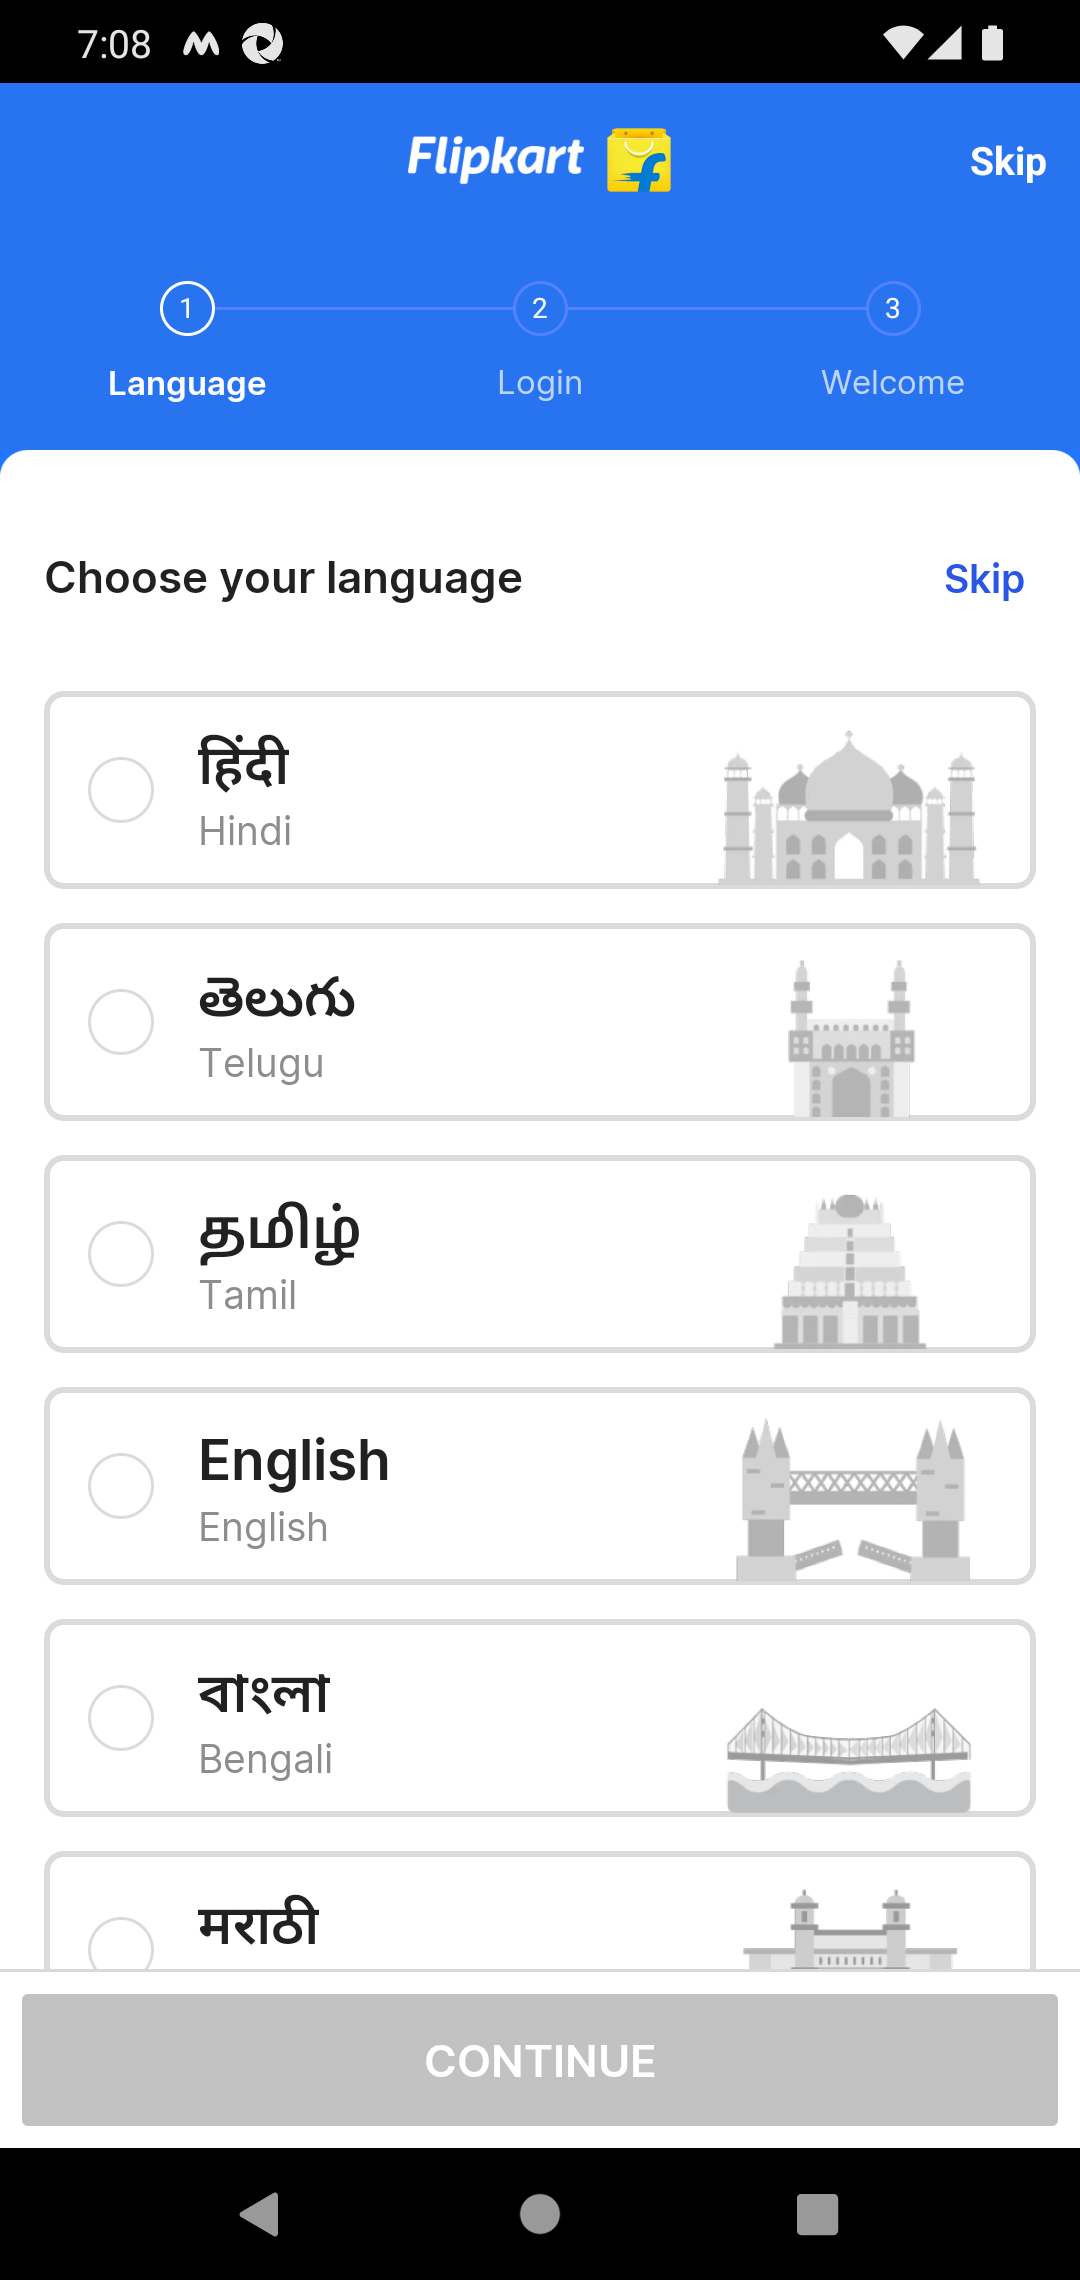 7:08
Flipkart
Skip
1
2
3
Language
Login
Welcome
Choose your language
Skip
हिंदी
Hindi
తెలుగు
Telugu
தமிழ்
Tamil
English
English
বাংলা
Bengali
मराठी
CONTINUE